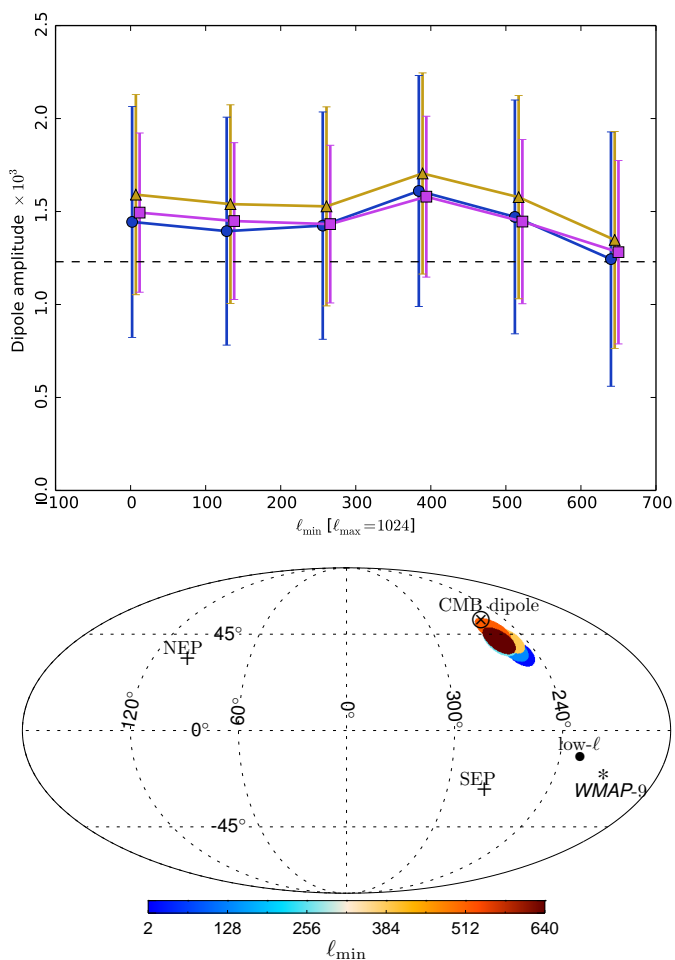 2.5
2.0
1.5
1.0
0.5
0.0
Dipole amplitude × 10³
100 0 100 200 300 400 500 600 700
ℓmin [ℓmax=1024]
CMB dipole
45°
NEP
120° 60° 0° 300° 240°
0°
low-ℓ
SEP
WMAP-9
-45°
2 128 256 384 512 640
ℓmin